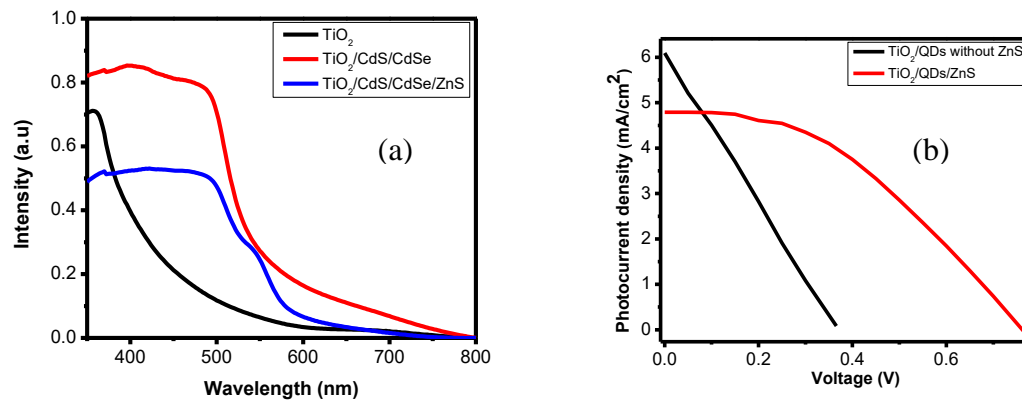 1.0
0.8
0.6
0.4
0.2
0.0
Intensity (a.u)
400 500 600 700 800
Wavelength (nm)
TiO2
TiO2/CdS/CdSe
TiO2/CdS/CdSe/ZnS
(a)
6
5
4
3
2
1
0
Photocurrent density (mA/cm2)
0.0 0.2 0.4 0.6
Voltage (V)
TiO2/QDs without ZnS
TiO2/QDs/ZnS
(b)